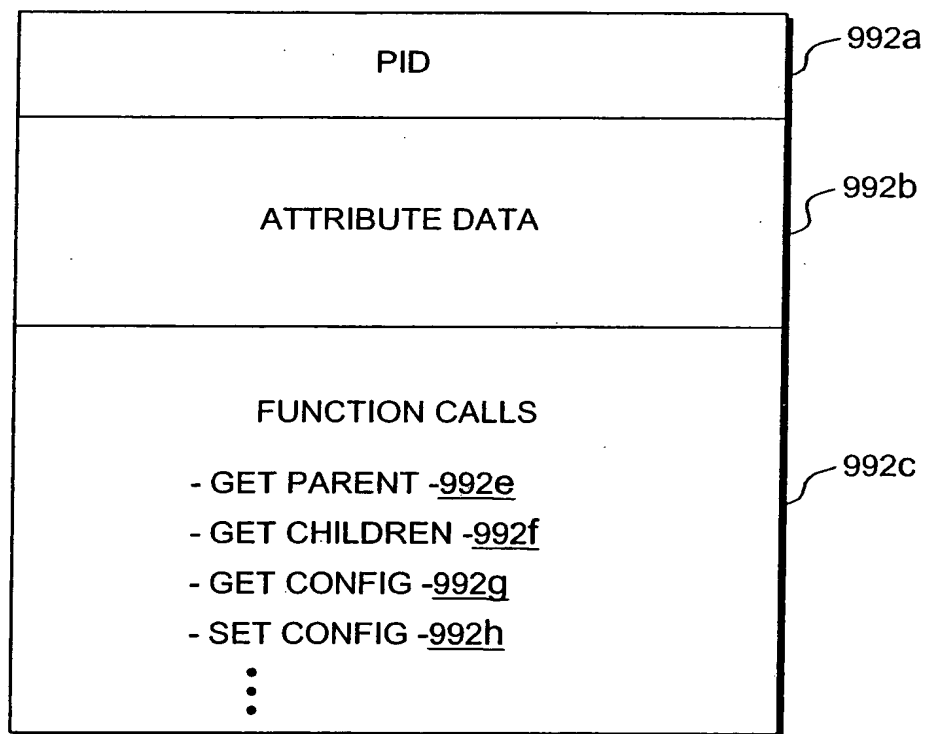 PID
992a
ATTRIBUTE DATA
992b
FUNCTION CALLS
- GET PARENT -992e
- GET CHILDREN -992f
- GET CONFIG -992g
- SET CONFIG -992h
992c